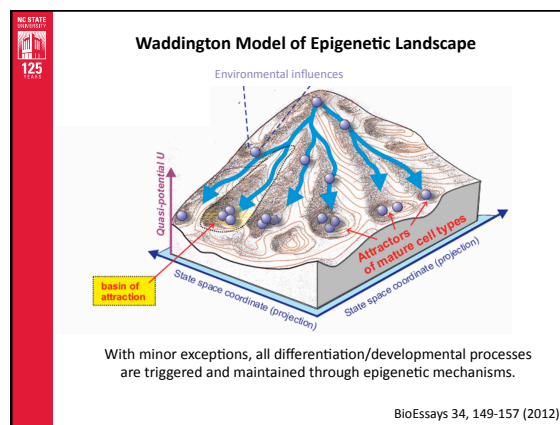 NC STATE
UNIVERSITY
125
YEARS
Waddington Model of Epigenetic Landscape
Environmental influences
Quasi-potential U
Attractors
of mature cell types
basin of
attraction
State space coordinate (projection)
State space coordinate (projection)
With minor exceptions, all differentiation/developmental processes
are triggered and maintained through epigenetic mechanisms.
BioEssays 34, 149-157 (2012)